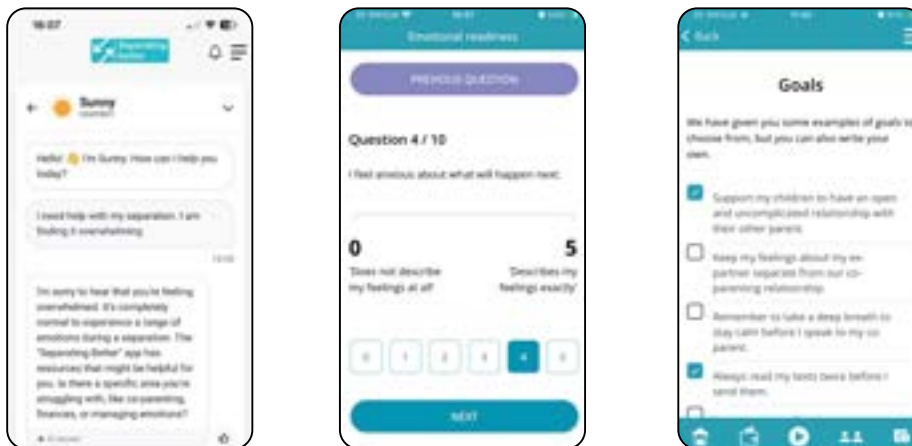 16:07
Separating
better
Sunny
Hello! 👋 I'm Sunny. How can I help you
today?
I need help with my separation. I am
finding it overwhelming
I'm sorry to hear that you're feeling
overwhelmed. It's completely
normal to experience a range of
emotions during a separation. The
"Separating Better" app has
resources that might be helpful for
you. Is there a specific area you're
struggling with, like co-parenting,
finances, or managing emotions?
Emotional readiness
PREVIOUS QUESTION
Question 4 / 10
I feel anxious about what will happen next.
0 5
'Does not describe my feelings at all' 'Describes my feelings exactly'
0 1 2 3 4 5
NEXT
< Back
Goals
We have given you some examples of goals to
choose from, but you can also write your
own.
Support my children to have an open
and uncomplicated relationship with
their other parent.
Keep my feelings about my ex-
partner separate from our co-
parenting relationship.
Remember to take a deep breath to
stay calm before I speak to my co
parent.
Always read my texts twice before I
send them.